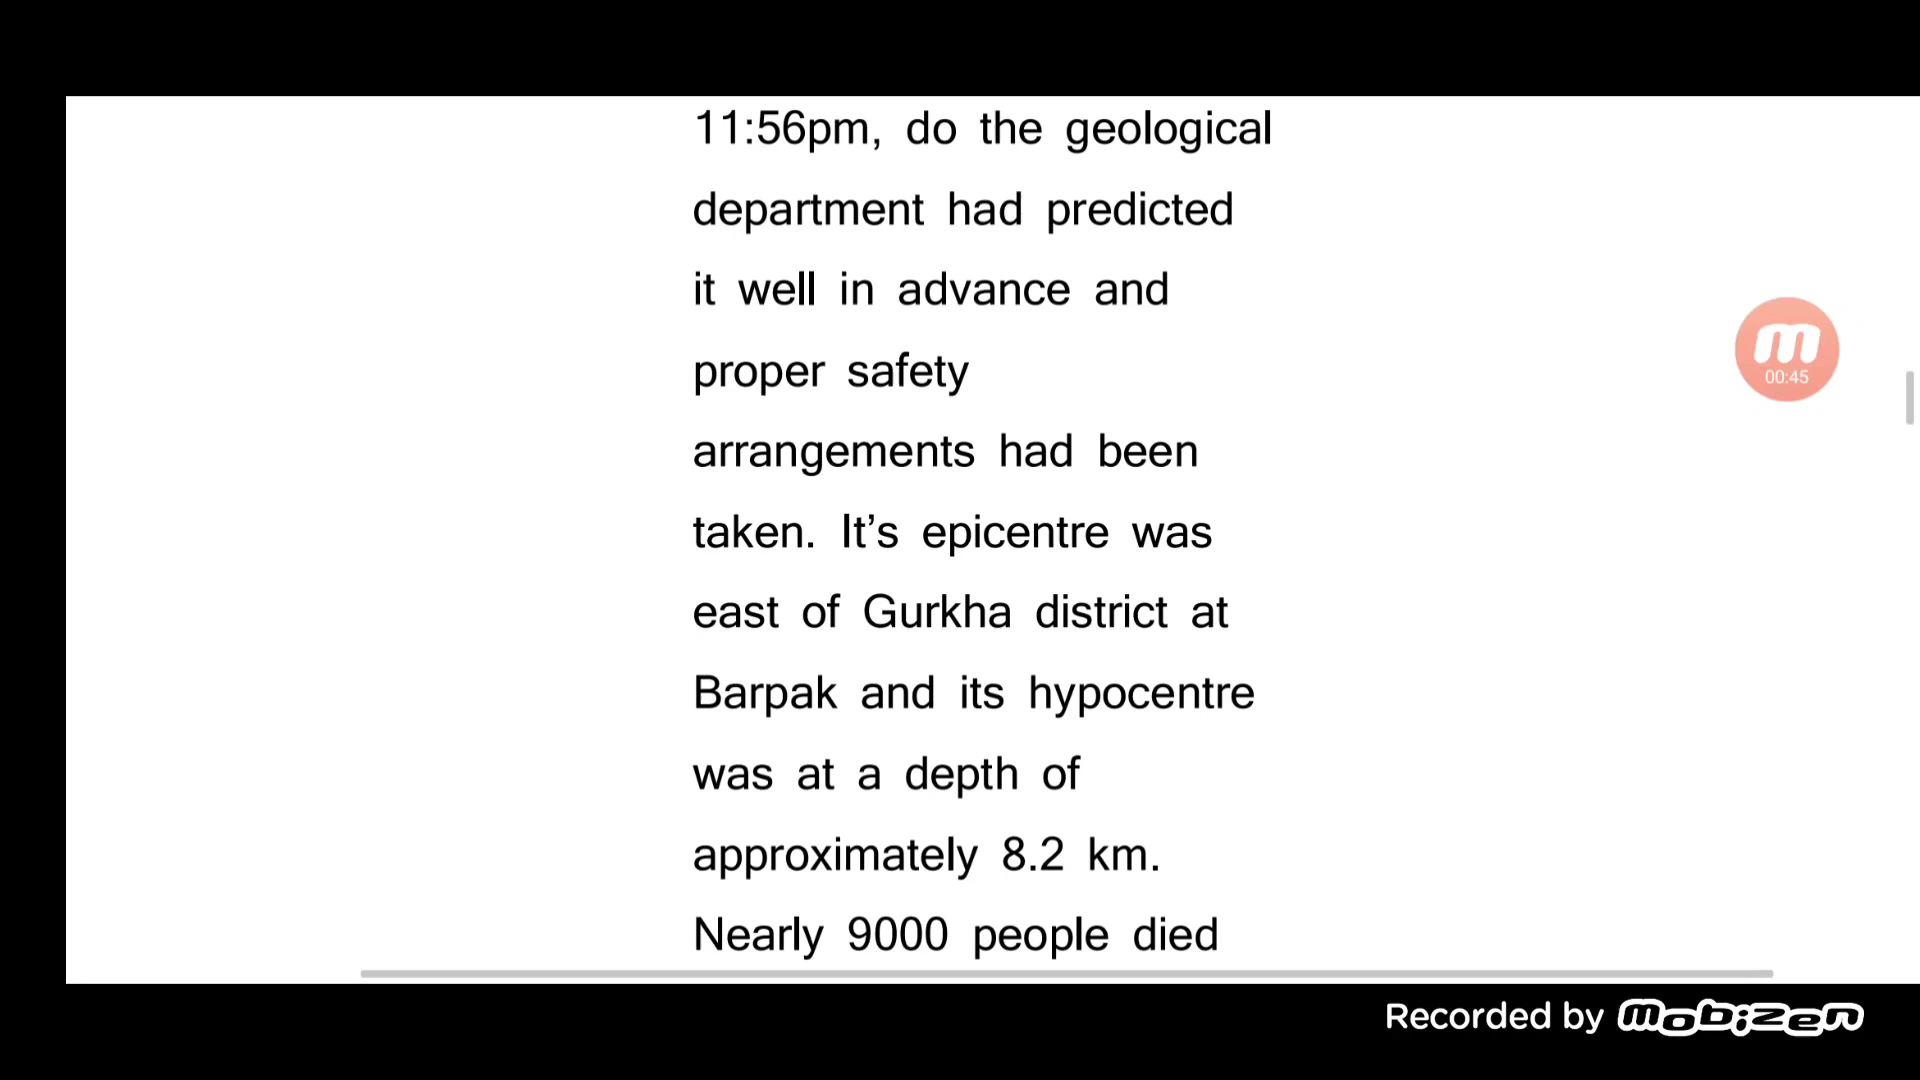 11:56pm, do the geological
department had predicted
it well in advance and
proper safety
arrangements had been
taken. It’s epicentre was
east of Gurkha district at
Barpak and its hypocentre
was at a depth of
approximately 8.2 km.
Nearly 9000 people died
m
00:45
Recorded by mobizen